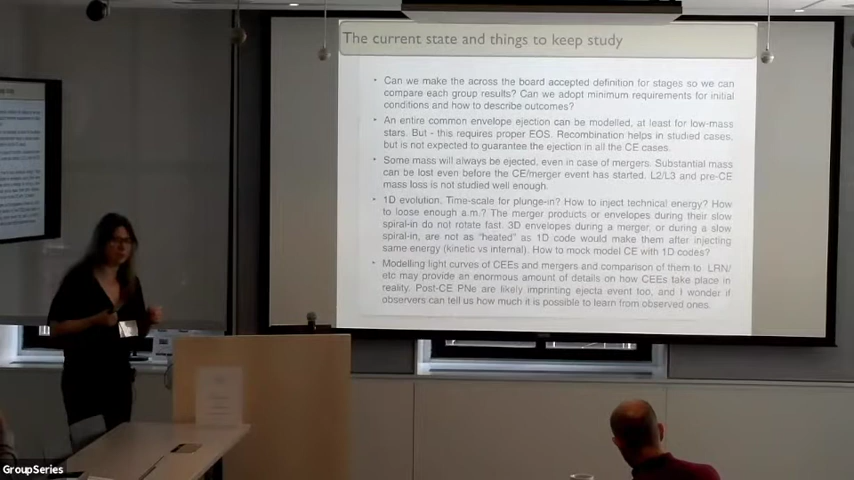 The current state and things to keep study
• Can we make the across the board accepted definition for stages so we can
compare each group results? Can we adopt minimum requirements for initial
conditions and how to describe outcomes?
• An entire common envelope ejection can be modelled, at least for low-mass
stars. But - this requires proper EOS. Recombination helps in studied cases,
but is not expected to guarantee the ejection in all the CE cases.
• Some mass will always be ejected, even in case of mergers. Substantial mass
can be lost even before the CE/merger event has started. L2/L3 and pre-CE
mass loss is not studied well enough.
• 1D evolution. Time-scale for plunge-in? How to inject technical energy? How
to loose enough a.m.? The merger products or envelopes during their slow
spiral-in do not rotate fast. 3D envelopes during a merger, or during a slow
spiral-in, are not as "heated" as 1D code would make them after injecting
same energy (kinetic vs internal). How to mock model CE with 1D codes?
• Modelling light curves of CEEs and mergers and comparison of them to LRN/
etc may provide an enormous amount of details on how CEEs take place in
reality. Post-CE PNe are likely imprinting ejecta event too, and I wonder if
observers can tell us how much it is possible to learn from observed ones.
GroupSeries